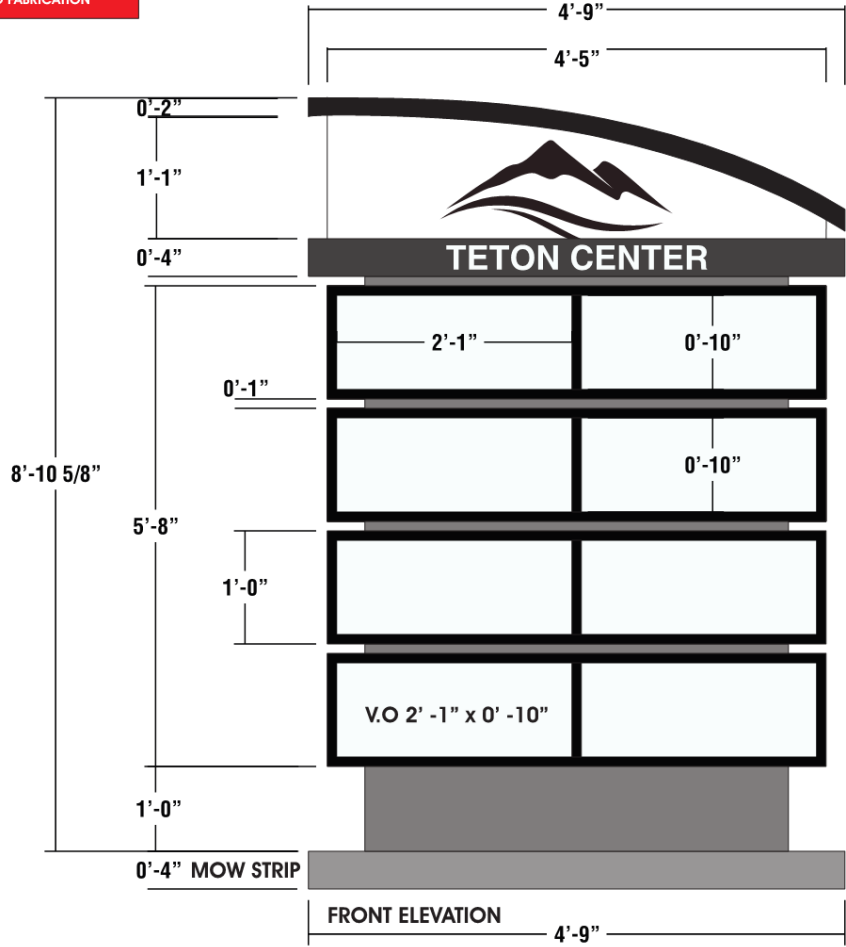 FABRICATION
4'-9"
4'-5"
0'-2"
1'-1"
0'-4"
TETON CENTER
2'-1"
0'-10"
0'-1"
0'-10"
8'-10 5/8"
5'-8"
1'-0"
V.O 2' -1" x 0' -10"
1'-0"
0'-4" MOW STRIP
FRONT ELEVATION
4'-9"